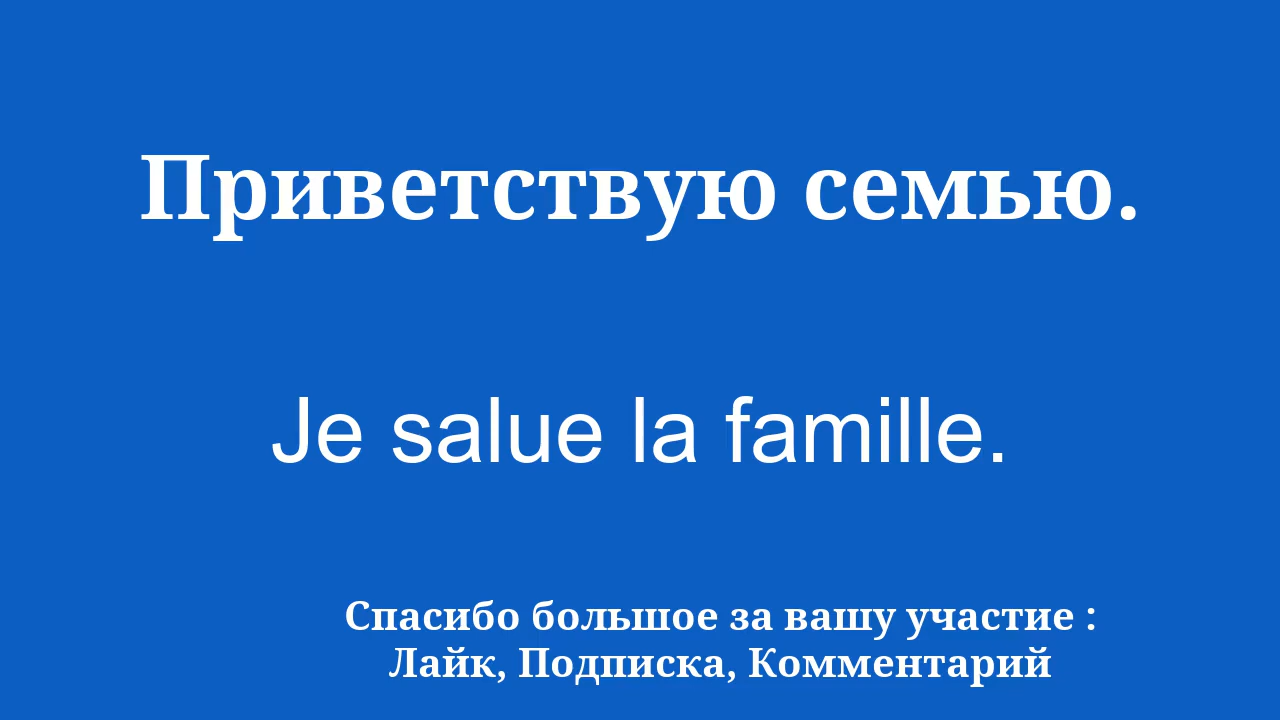 Приветствую семью.
Je salue la famille.
Спасибо большое за вашу участие :
Лайк, Подписка, Комментарий